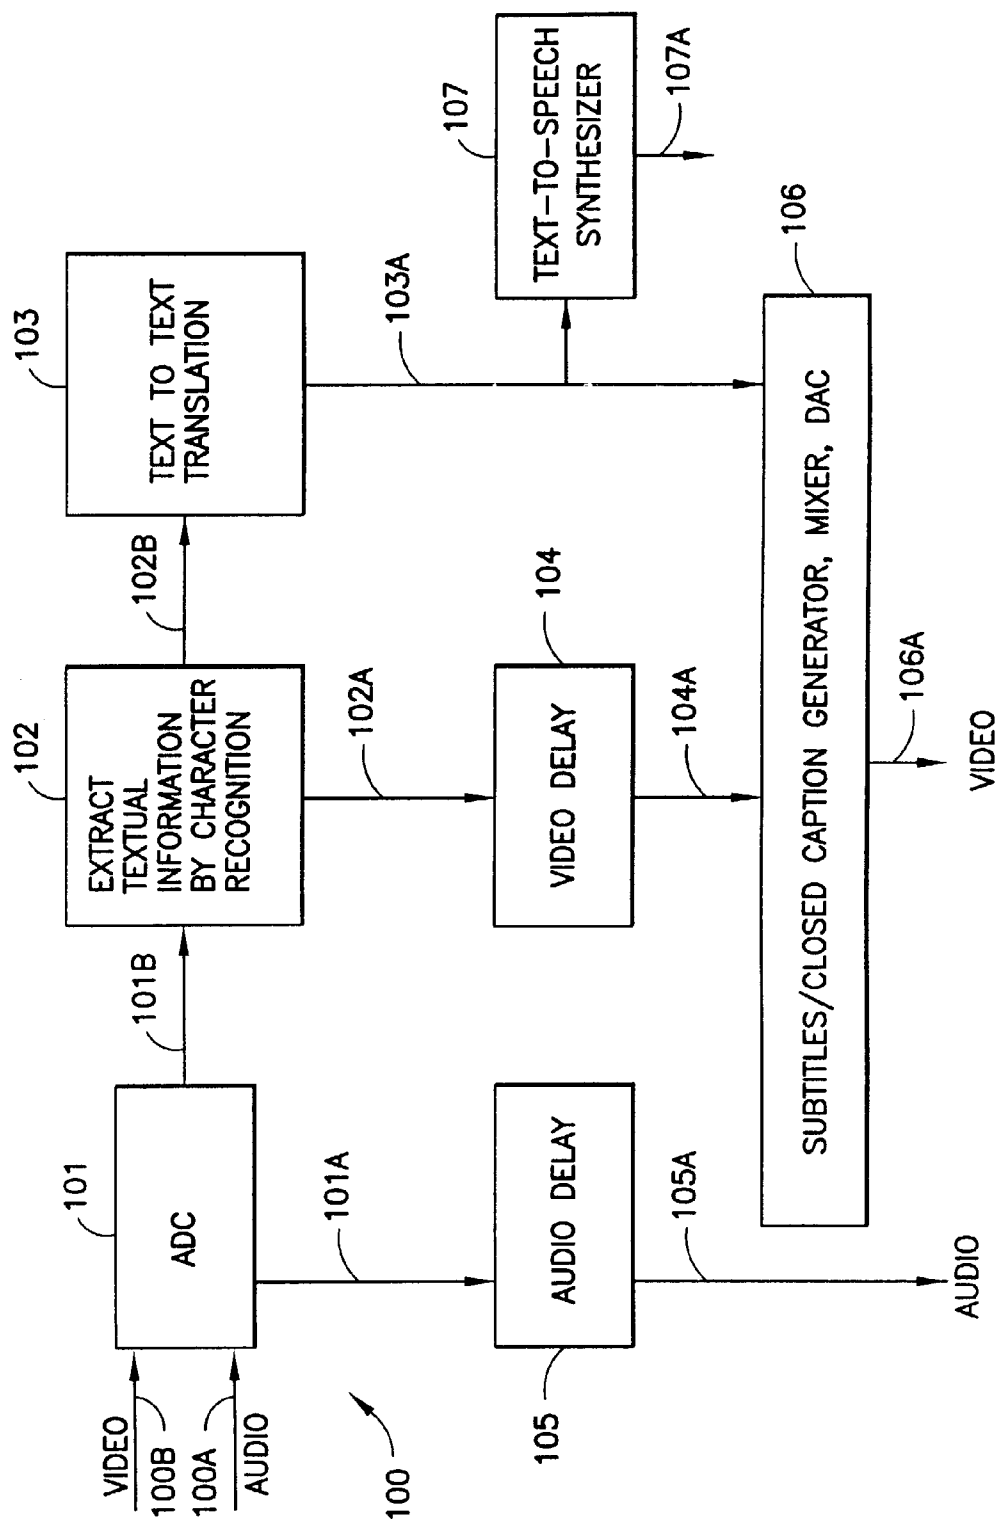 VIDEO
100B
100A
AUDIO
100
101
ADC
101B
101A
105
AUDIO DELAY
105A
AUDIO
102
EXTRACT
TEXTUAL
INFORMATION
BY CHARACTER
RECOGNITION
102B
102A
104
VIDEO DELAY
104A
103
TEXT TO TEXT
TRANSLATION
103A
107
TEXT-TO-SPEECH
SYNTHESIZER
107A
106
SUBTITLES/CLOSED CAPTION GENERATOR, MIXER, DAC
106A
VIDEO